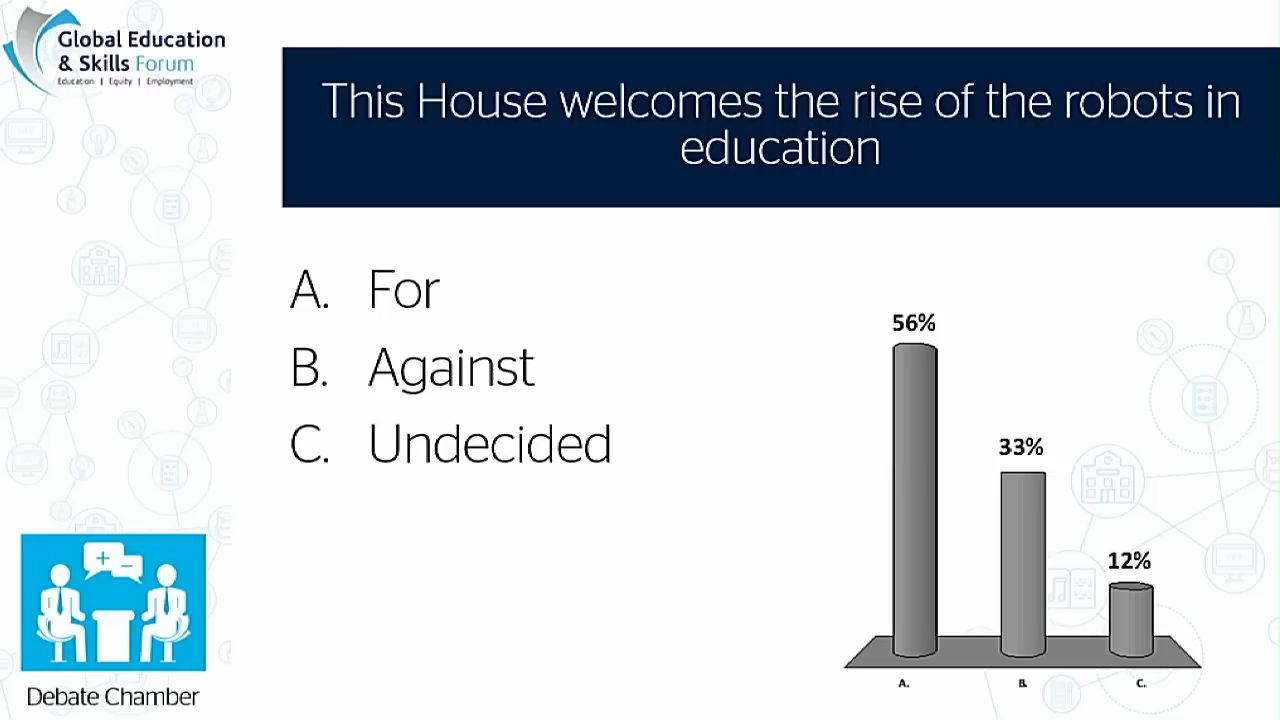 Global Education
& Skills Forum
Education | Equity | Employment
This House welcomes the rise of the robots in
education
A. For
B. Against
C. Undecided
56%
33%
12%
A.
B.
C.
Debate Chamber